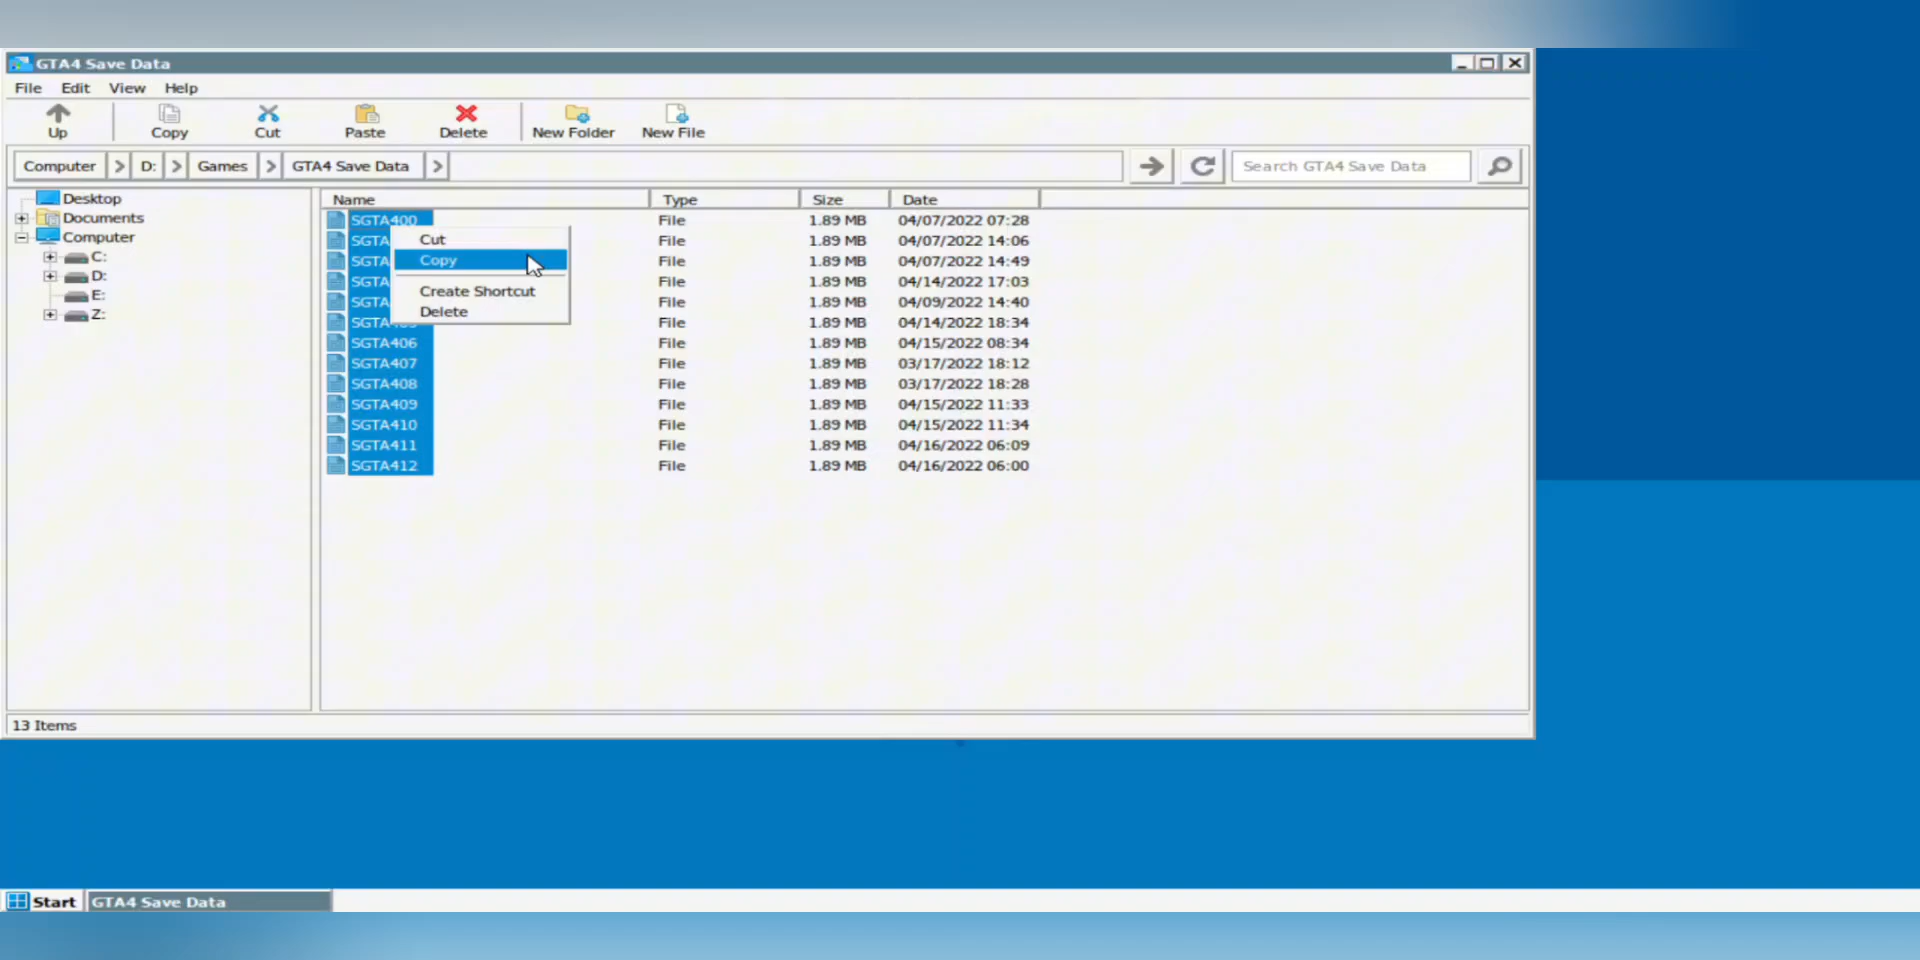 GTA4 Save Data
File Edit View Help
Up Copy Cut Paste Delete New Folder New File
Computer > D: > Games > GTA4 Save Data > Search GTA4 Save Data
Desktop
Documents
Computer
C:
D:
E:
Z:
Name Type Size Date
SGTA400 File 1.89 MB 04/07/2022 07:28
SGTA File 1.89 MB 04/07/2022 14:06
SGTA File 1.89 MB 04/07/2022 14:49
SGTA File 1.89 MB 04/14/2022 17:03
SGTA File 1.89 MB 04/09/2022 14:40
SGTA405 File 1.89 MB 04/14/2022 18:34
SGTA406 File 1.89 MB 04/15/2022 08:34
SGTA407 File 1.89 MB 03/17/2022 18:12
SGTA408 File 1.89 MB 03/17/2022 18:28
SGTA409 File 1.89 MB 04/15/2022 11:33
SGTA410 File 1.89 MB 04/15/2022 11:34
SGTA411 File 1.89 MB 04/16/2022 06:09
SGTA412 File 1.89 MB 04/16/2022 06:00
Cut
Copy
Create Shortcut
Delete
13 Items
Start GTA4 Save Data